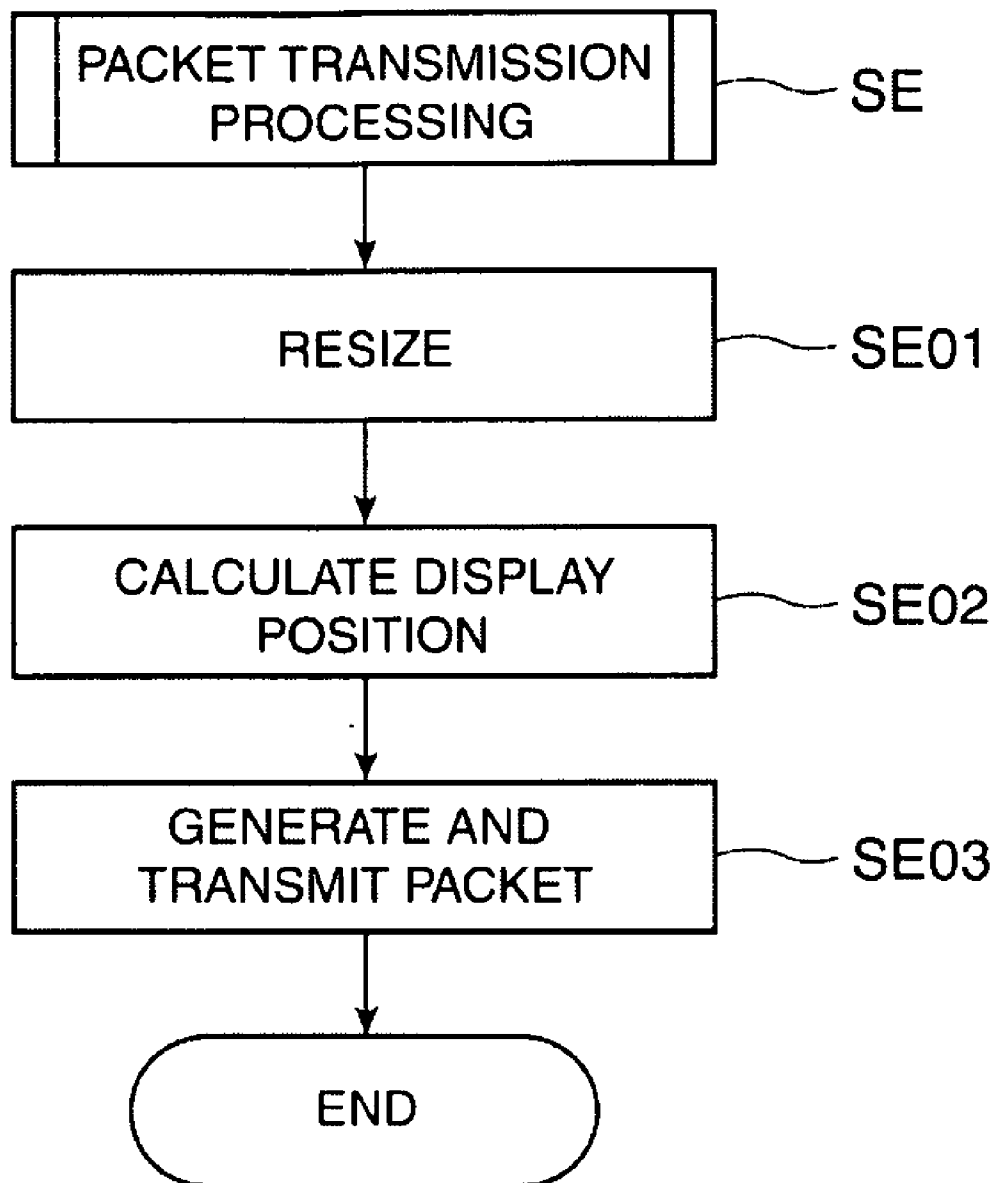 PACKET TRANSMISSION
PROCESSING
SE
RESIZE
SE01
CALCULATE DISPLAY
POSITION
SE02
GENERATE AND
TRANSMIT PACKET
SE03
END